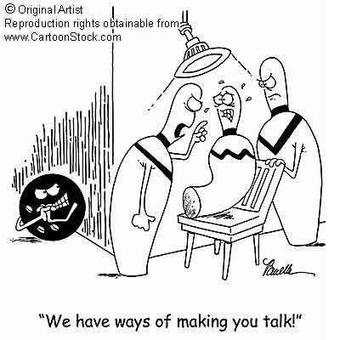 © Original Artist
Reproduction rights obtainable from
www.CartoonStock.com
"We have ways of making you talk!"